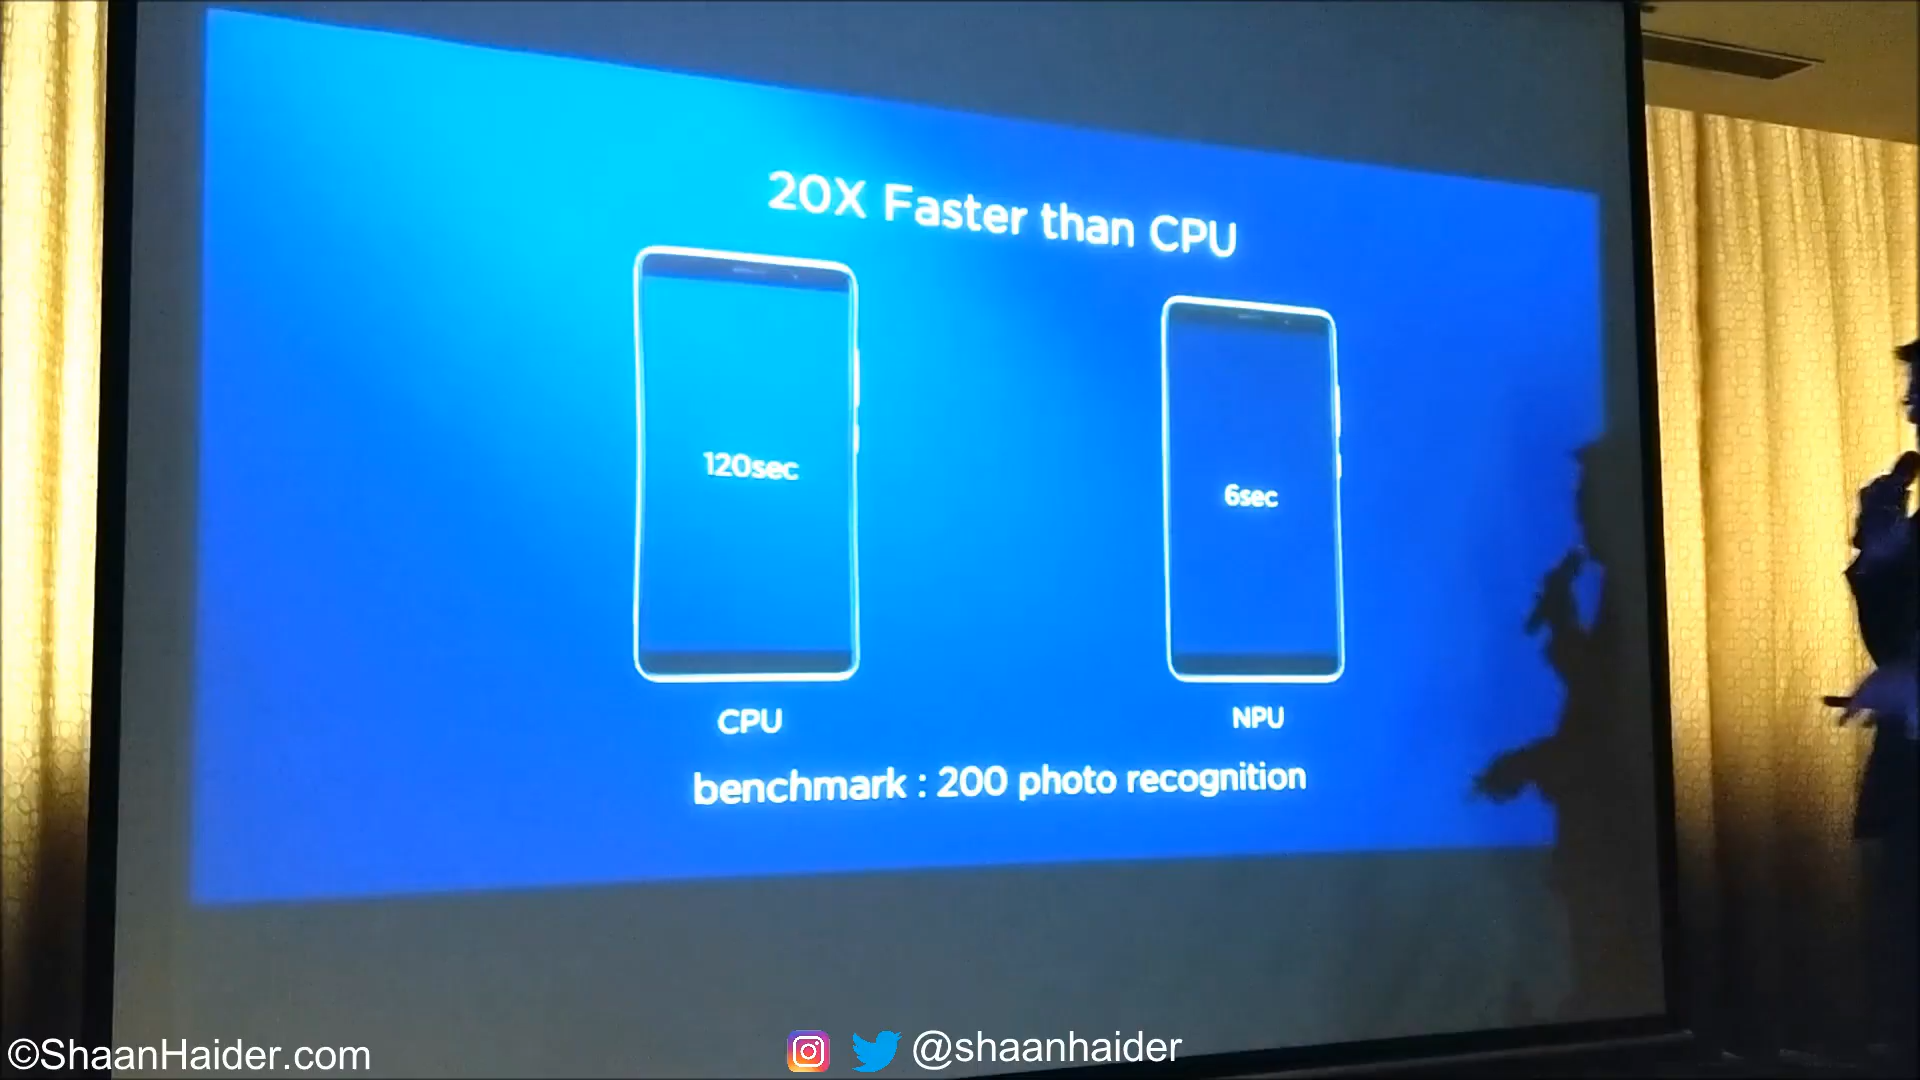 20X Faster than CPU
120sec
6sec
CPU
NPU
benchmark : 200 photo recognition
©ShaanHaider.com
@shaanhaider